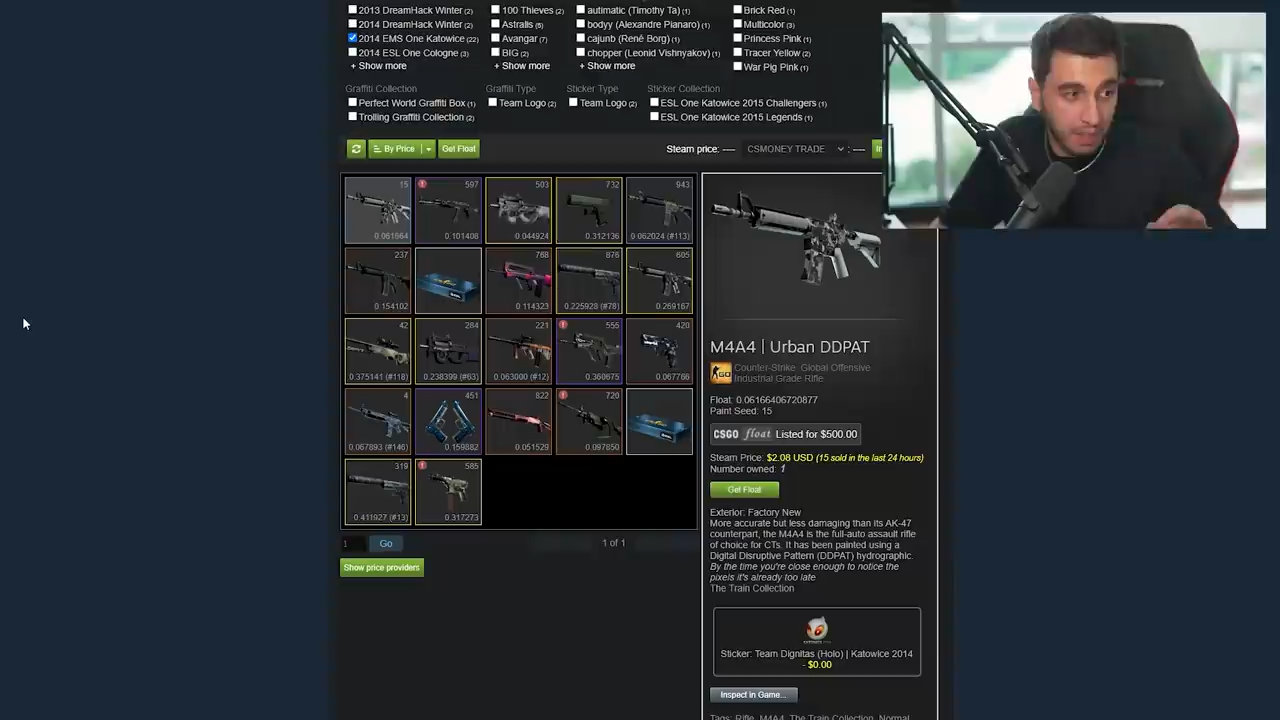 2013 DreamHack Winter (2)
100 Thieves (2)
autimatic (Timothy Ta) (1)
Brick Red (1)
2014 DreamHack Winter (2)
Astralis (5)
bodyy (Alexandre Pianaro) (1)
Multicolor (3)
2014 EMS One Katowice (22)
Avangar (7)
cajunb (René Borg) (1)
Princess Pink (1)
2014 ESL One Cologne (3)
BIG (2)
chopper (Leonid Vishnyakov) (1)
Tracer Yellow (2)
+ Show more
+ Show more
+ Show more
War Pig Pink (1)
Graffiti Collection
Graffiti Type
Sticker Type
Sticker Collection
Perfect World Graffiti Box (1)
Team Logo (2)
Team Logo (2)
ESL One Katowice 2015 Challengers (1)
Trolling Graffiti Collection (2)
ESL One Katowice 2015 Legends (1)
By Price
Get Float
Steam price: ---
CSMONEY TRADE
: ---
15
597
503
732
943
0.061664
0.101408
0.044924
0.312136
0.062024 (#113)
237
768
876
605
0.154102
0.114323
0.225928 (#78)
0.269167
42
284
221
555
420
0.375141 (#118)
0.238399 (#63)
0.063000 (#12)
0.360675
0.067766
4
451
822
720
0.067893 (#146)
0.159882
0.051529
0.097850
319
585
0.411927 (#13)
0.317273
1
Go
1 of 1
Show price providers
M4A4 | Urban DDPAT
Counter-Strike: Global Offensive
Industrial Grade Rifle
Float: 0.06166406720877
Paint Seed: 15
CSGO float Listed for $500.00
Steam Price: $2.08 USD (15 sold in the last 24 hours)
Number owned: 1
Get Float
Exterior: Factory New
More accurate but less damaging than its AK-47
counterpart, the M4A4 is the full-auto assault rifle
of choice for CTs. It has been painted using a
Digital Disruptive Pattern (DDPAT) hydrographic.
By the time you're close enough to notice the
pixels it's already too late
The Train Collection
Sticker: Team Dignitas (Holo) | Katowice 2014
- $0.00
Inspect in Game...
Tags: Rifle, M4A4, The Train Collection, Normal,